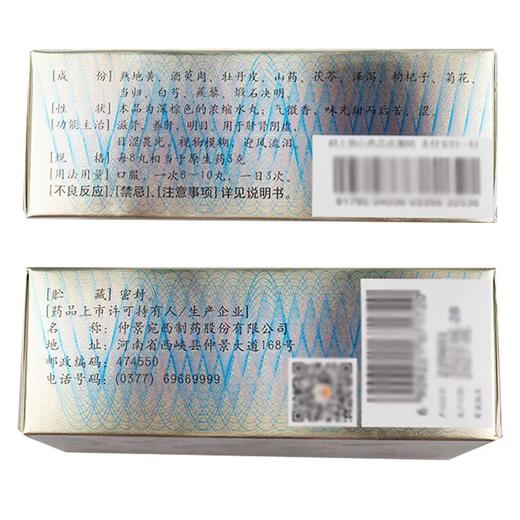 [成　份] 熟地黄、酒萸肉、牡丹皮、山药、茯苓、泽泻、枸杞子、菊花、
当归、白芍、蒺藜、煅石决明。
[性　状] 本品为深棕色的浓缩水丸；气微香，味先甜而后苦、涩。
[功能主治] 滋肾，养肝，明目。用于肝肾阴虚，
目涩畏光，视物模糊，迎风流泪。
[规　格] 每8丸相当于原生药3克
[用法用量] 口服。一次8-10丸，一日3次。
[不良反应]、[禁忌]、[注意事项]详见说明书。
[贮　藏] 密封。
[药品上市许可持有人/生产企业]
名　称：仲景宛西制药股份有限公司
地　址：河南省西峡县仲景大道168号
邮政编码：474550
电话号码：(0377) 69669999